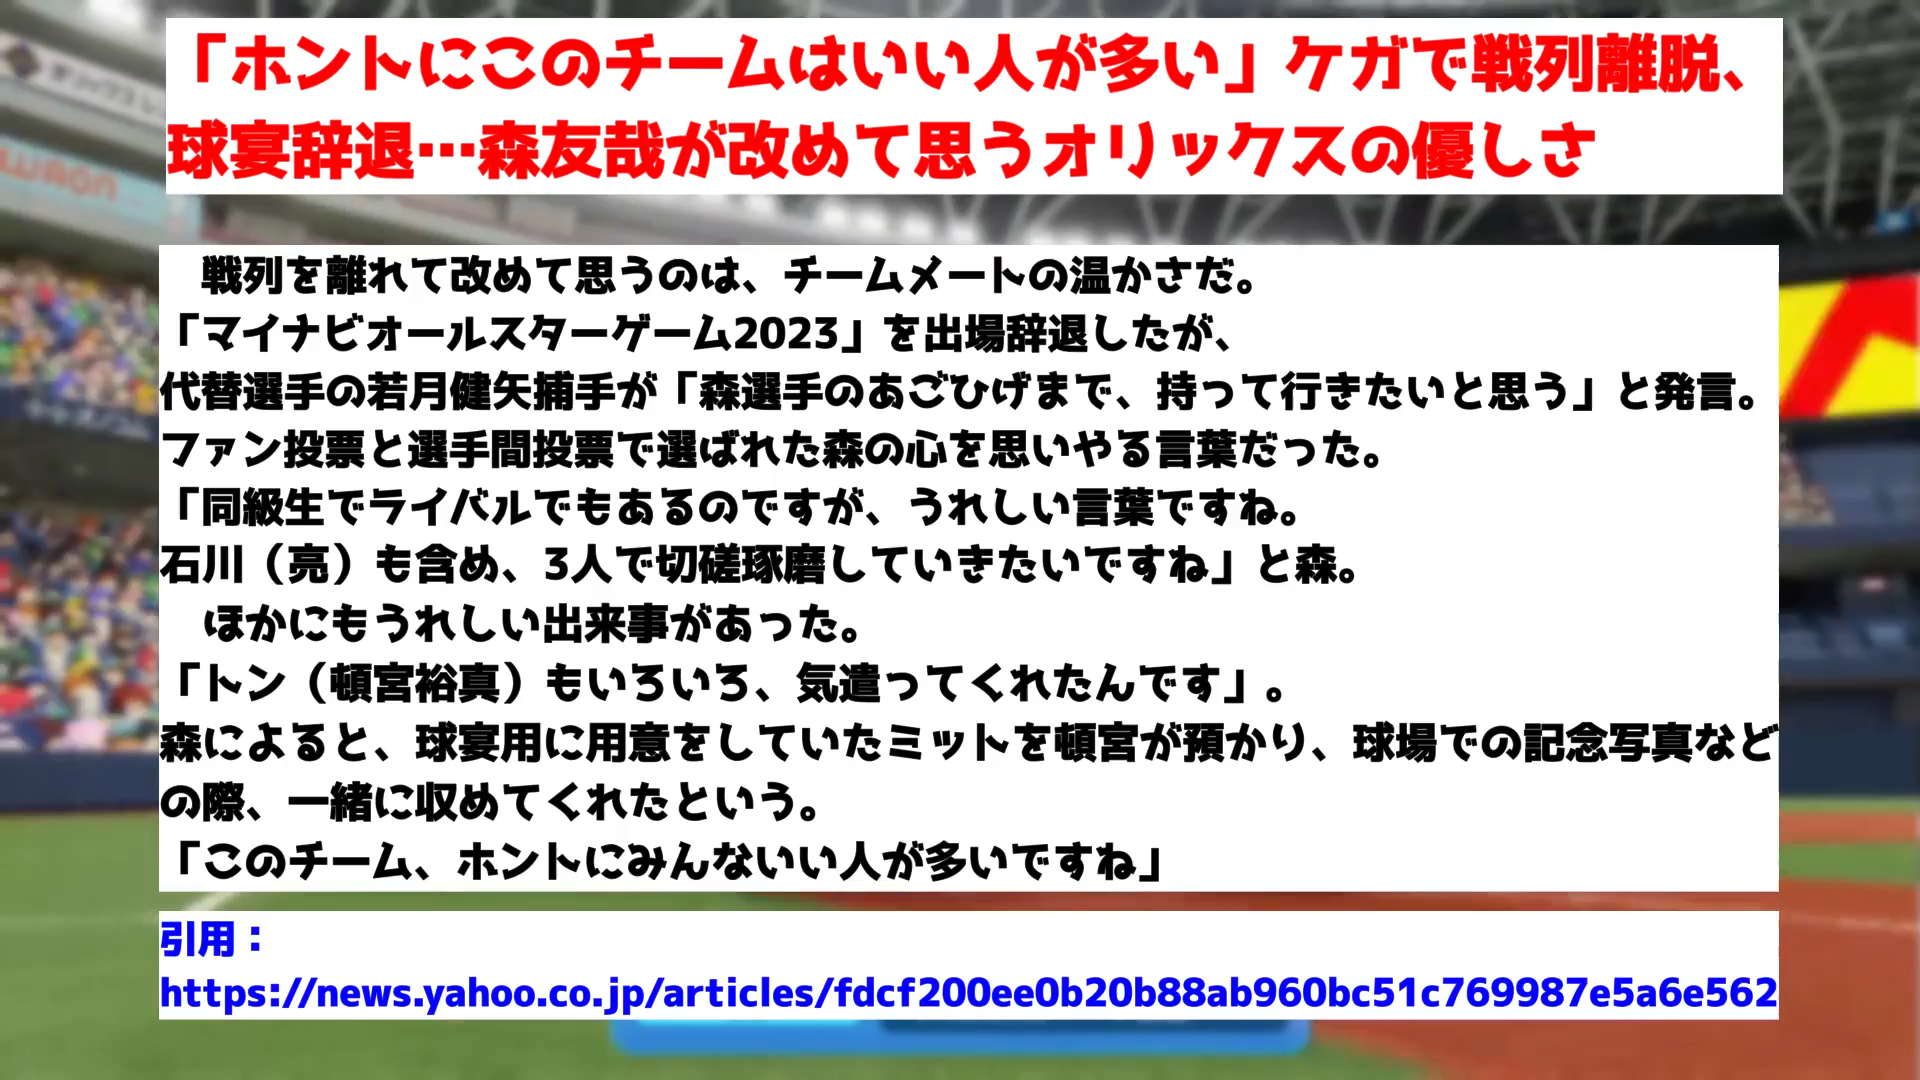 「ホントにこのチームはいい人が多い」ケガで戦列離脱、
球宴辞退…森友哉が改めて思うオリックスの優しさ
戦列を離れて改めて思うのは、チームメートの温かさだ。
「マイナビオールスターゲーム2023」を出場辞退したが、
代替選手の若月健矢捕手が「森選手のあごひげまで、持って行きたいと思う」と発言。
ファン投票と選手間投票で選ばれた森の心を思いやる言葉だった。
「同級生でライバルでもあるのですが、うれしい言葉ですね。
石川（亮）も含め、3人で切磋琢磨していきたいですね」と森。
ほかにもうれしい出来事があった。
「トン（頓宮裕真）もいろいろ、気遣ってくれたんです」。
森によると、球宴用に用意をしていたミットを頓宮が預かり、球場での記念写真など
の際、一緒に収めてくれたという。
「このチーム、ホントにみんないい人が多いですね」
引用：
https://news.yahoo.co.jp/articles/fdcf200ee0b20b88ab960bc51c769987e5a6e562